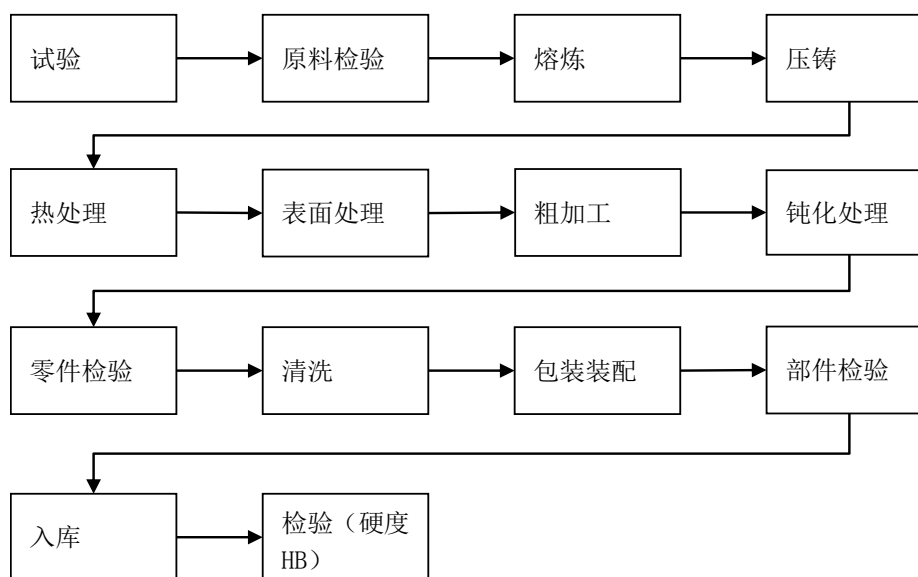 试验
原料检验
熔炼
压铸
热处理
表面处理
粗加工
钝化处理
零件检验
清洗
包装装配
部件检验
入库
检验（硬度
HB）